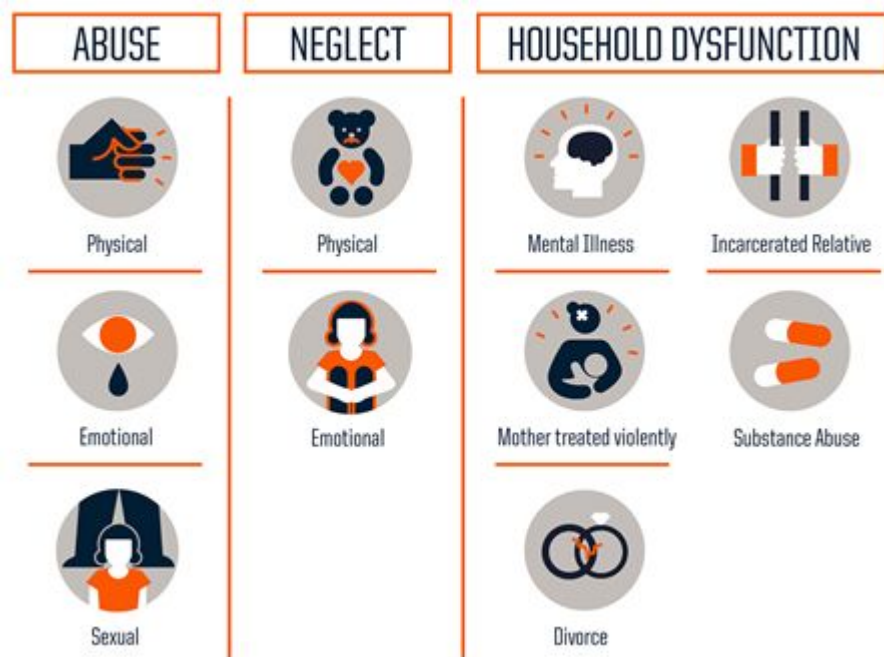 ABUSE
NEGLECT
HOUSEHOLD DYSFUNCTION
Physical
Physical
Mental Illness
Incarcerated Relative
Emotional
Emotional
Mother treated violently
Substance Abuse
Sexual
Divorce